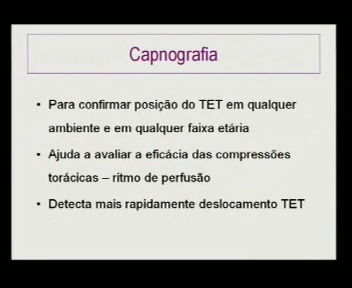 Capnografia
• Para confirmar posição do TET em qualquer
ambiente e em qualquer faixa etária
• Ajuda a avaliar a eficácia das compressões
torácicas – ritmo de perfusão
• Detecta mais rapidamente deslocamento TET